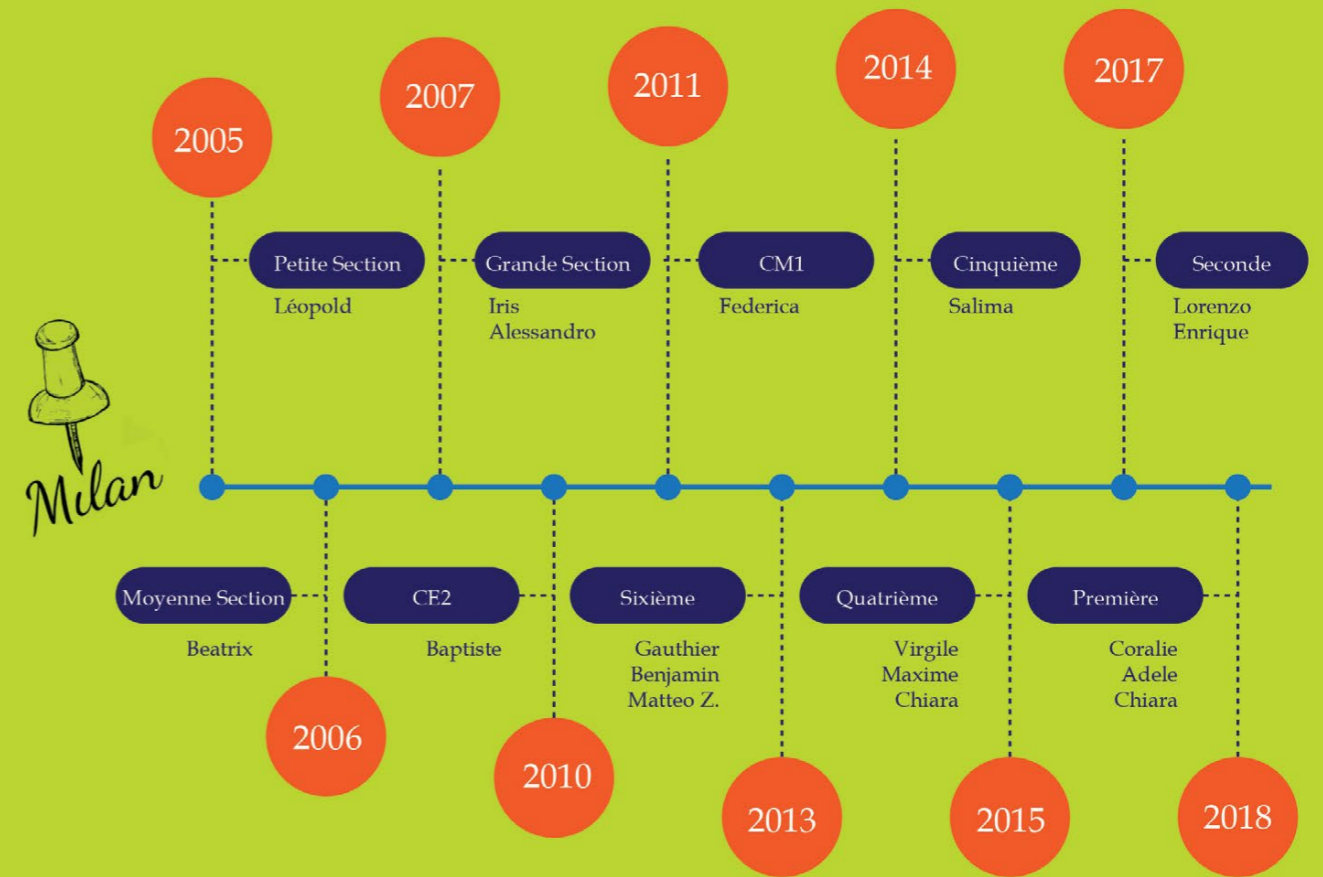 2005
Petite Section
Léopold
2007
Grande Section
Iris
Alessandro
2011
CM1
Federica
2014
Cinquième
Salima
2017
Seconde
Lorenzo
Enrique
Milan
Moyenne Section
Beatrix
2006
CE2
Baptiste
2010
Sixième
Gauthier
Benjamin
Matteo Z.
2013
Quatrième
Virgile
Maxime
Chiara
2015
Première
Coralie
Adele
Chiara
2018